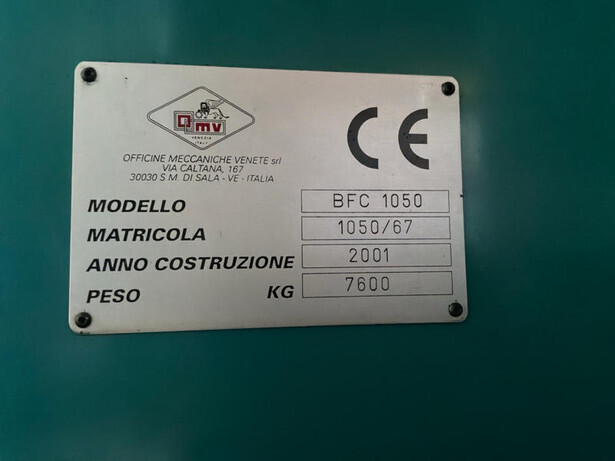 omv
VENEZIA
ITALY
CE
OFFICINE MECCANICHE VENETE srl
VIA CALTANA, 167
30030 S M. DI SALA - VE - ITALIA
MODELLO BFC 1050
MATRICOLA 1050/67
ANNO COSTRUZIONE 2001
PESO KG 7600